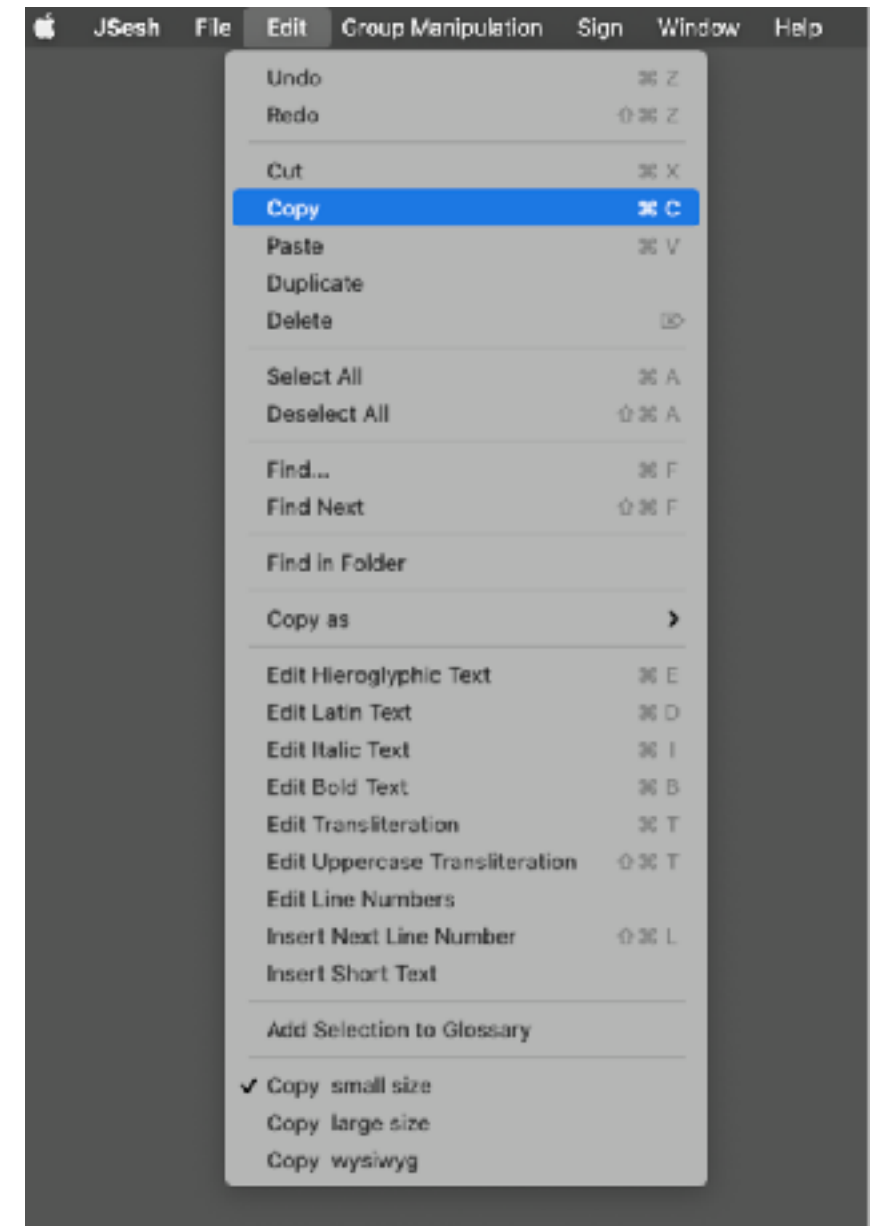 JSesh File Edit Group Manipulation Sign Window Help
Undo ⌘ Z
Redo ⇧ ⌘ Z
Cut ⌘ X
Copy ⌘ C
Paste ⌘ V
Duplicate
Delete ⌦
Select All ⌘ A
Deselect All ⇧ ⌘ A
Find... ⌘ F
Find Next ⇧ ⌘ F
Find in Folder
Copy as
Edit Hieroglyphic Text ⌘ E
Edit Latin Text ⌘ D
Edit Italic Text ⌘ I
Edit Bold Text ⌘ B
Edit Transliteration ⌘ T
Edit Uppercase Transliteration ⇧ ⌘ T
Edit Line Numbers
Insert Next Line Number ⇧ ⌘ L
Insert Short Text
Add Selection to Glossary
✓ Copy small size
Copy large size
Copy wysiwyg